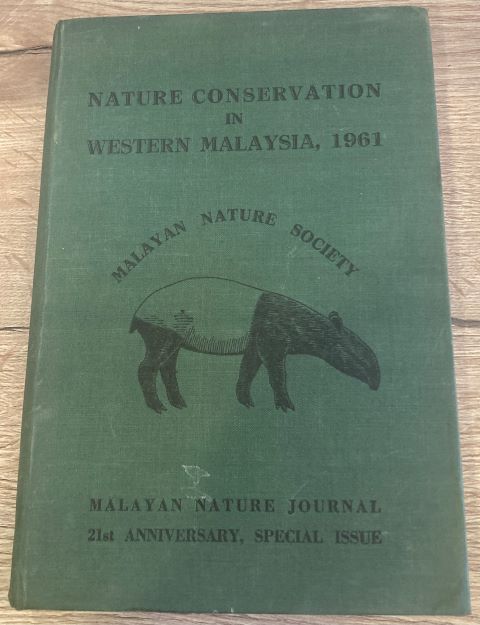 NATURE CONSERVATION
IN
WESTERN MALAYSIA, 1961
MALAYAN NATURE SOCIETY
MALAYAN NATURE JOURNAL
21st ANNIVERSARY, SPECIAL ISSUE